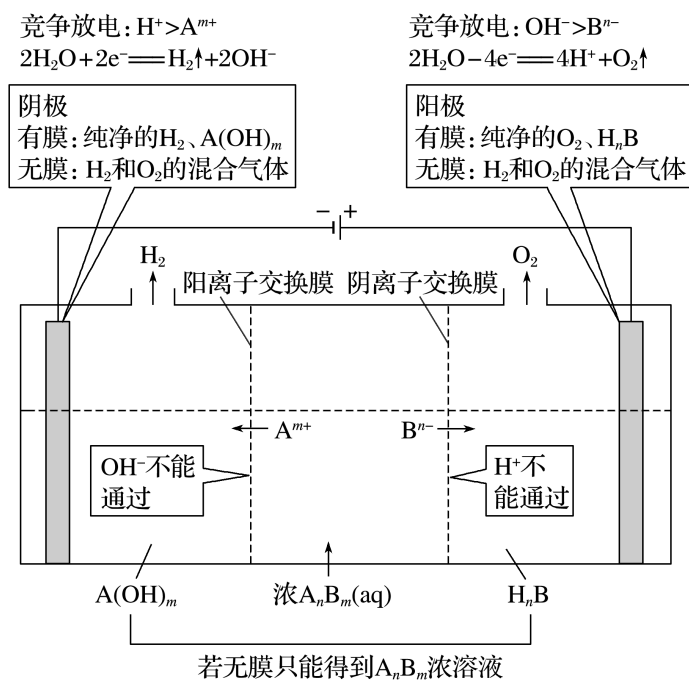 竞争放电:H⁺>Aᵐ⁺
2H₂O+2e⁻══H₂↑+2OH⁻
竞争放电:OH⁻>Bⁿ⁻
2H₂O−4e⁻══4H⁺+O₂↑
阴极
有膜:纯净的H₂、A(OH)ₘ
无膜:H₂和O₂的混合气体
阳极
有膜:纯净的O₂、HₙB
无膜:H₂和O₂的混合气体
− +
H₂
阳离子交换膜
阴离子交换膜
O₂
Aᵐ⁺
Bⁿ⁻
OH⁻不能
通过
H⁺不
能通过
A(OH)ₘ
浓AₙBₘ(aq)
HₙB
若无膜只能得到AₙBₘ浓溶液